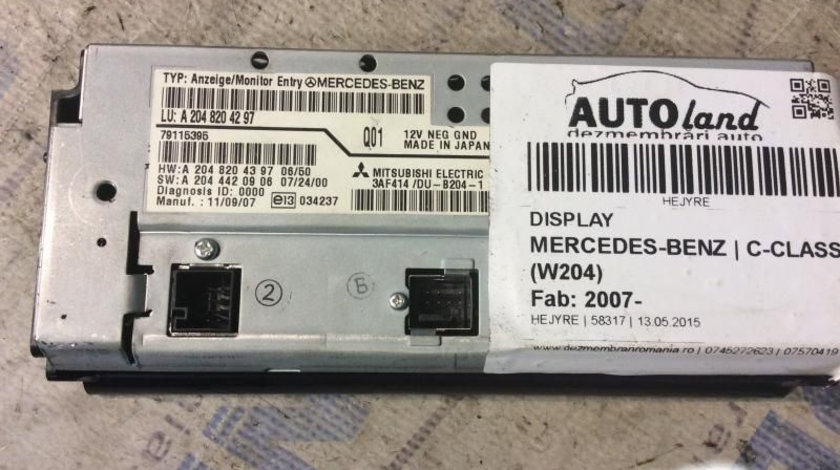 TYP: Anzeige/Monitor Entry MERCEDES-BENZ
LU: A 204 820 42 97
79115395
Q01
12V NEG GND
MADE IN JAPAN
HW: A 204 820 43 97 06/50
SW: A 204 442 09 06 07/24/00
Diagnosis ID: 0000
Manuf.: 11/09/07
e13 034237
MITSUBISHI ELECTRIC
3AF414 /DU-B204-1
2
Б
AUTOland
dezmembrări auto
HEJYRE
DISPLAY
MERCEDES-BENZ | C-CLASS
(W204)
Fab: 2007-
HEJYRE | 58317 | 13.05.2015
www.dezmembranromania.ro | 0745272623 | 07570419